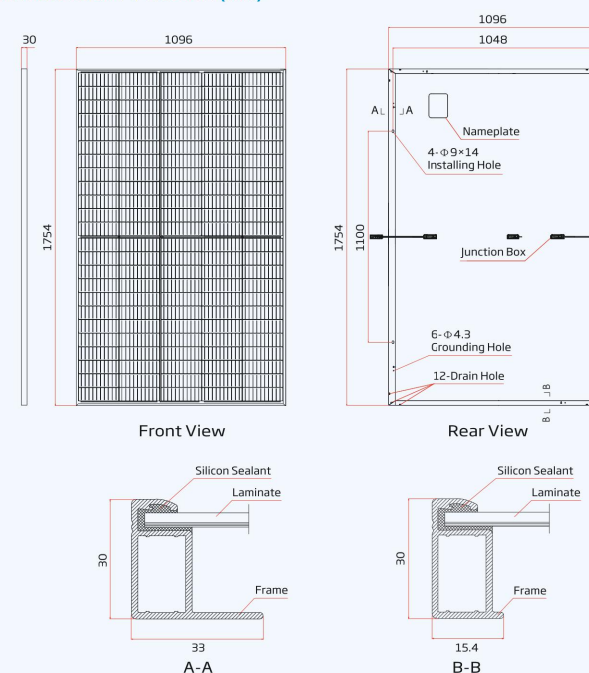 30
1096
1754
Front View
1096
1048
A
A
Nameplate
4-Φ9×14
Installing Hole
1754
1100
Junction Box
6-Φ4.3
Grounding Hole
12-Drain Hole
B
B
Rear View
Silicon Sealant
Laminate
30
Frame
33
A-A
Silicon Sealant
Laminate
30
Frame
15.4
B-B